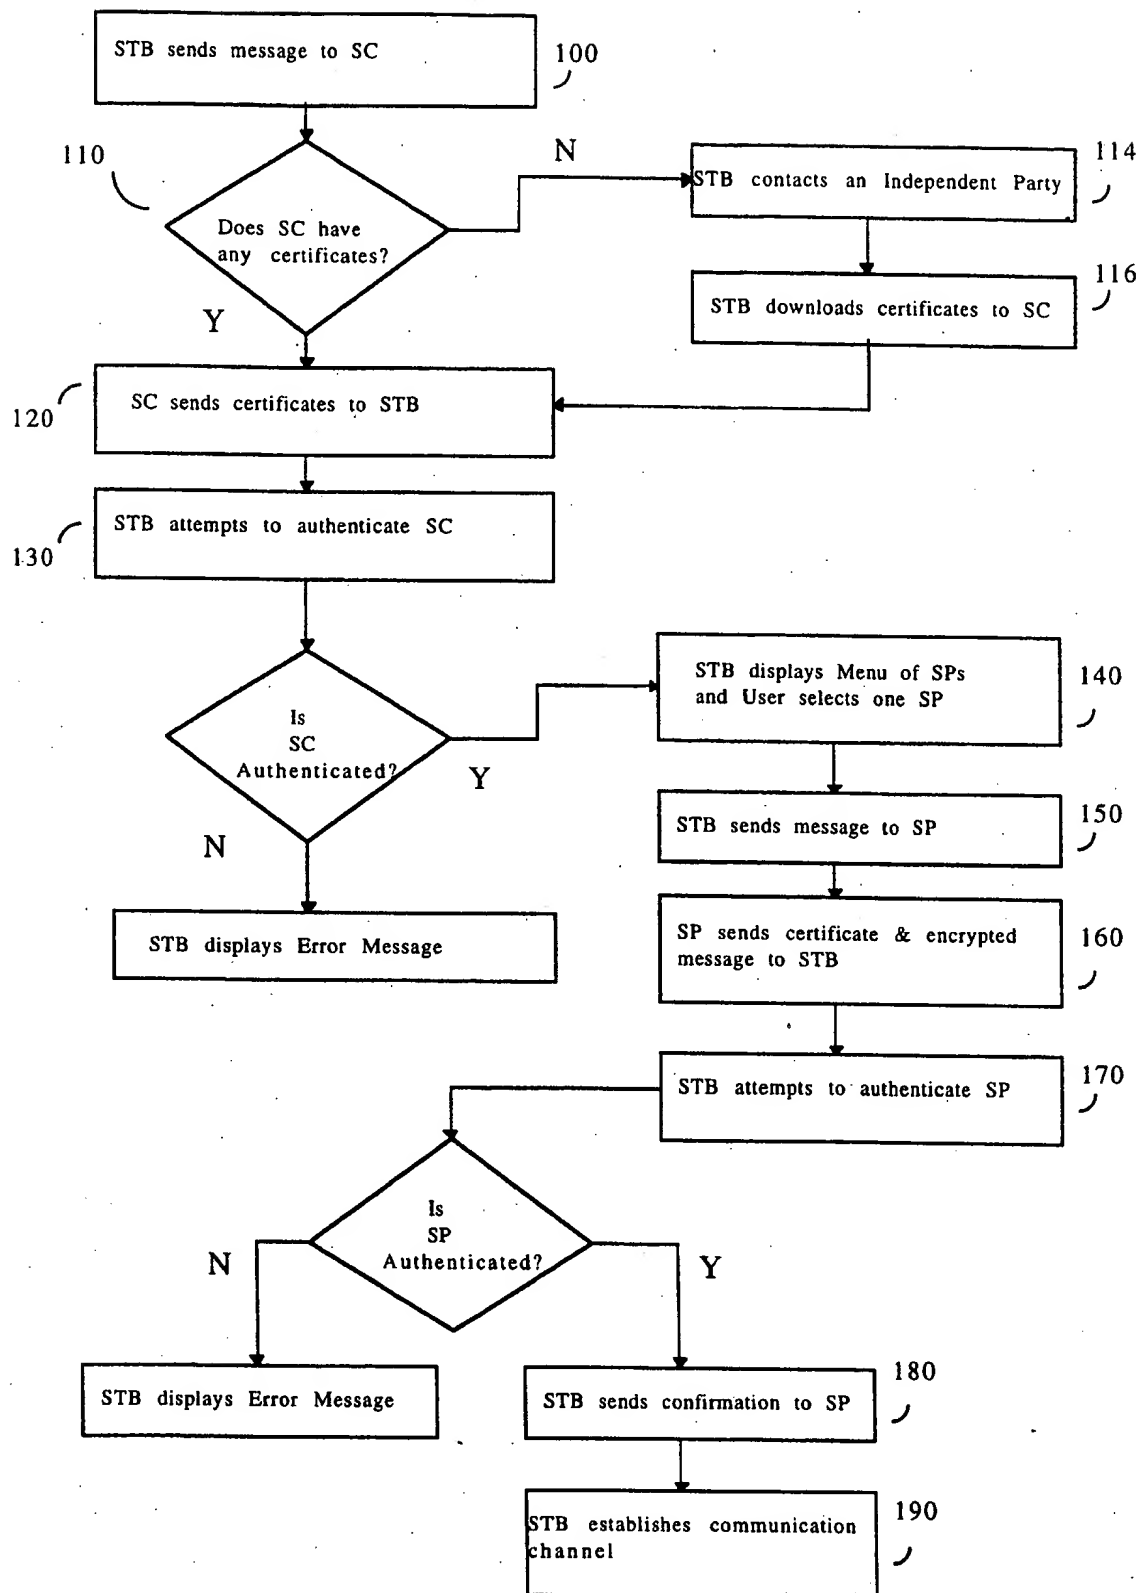 STB sends message to SC
100
110
N
Does SC have
any certificates?
Y
STB contacts an Independent Party
114
STB downloads certificates to SC
116
SC sends certificates to STB
120
STB attempts to authenticate SC
130
Is
SC
Authenticated?
Y
N
STB displays Error Message
STB displays Menu of SPs
and User selects one SP
140
STB sends message to SP
150
SP sends certificate & encrypted
message to STB
160
STB attempts to authenticate SP
170
Is
SP
Authenticated?
N
Y
STB displays Error Message
STB sends confirmation to SP
180
STB establishes communication
channel
190